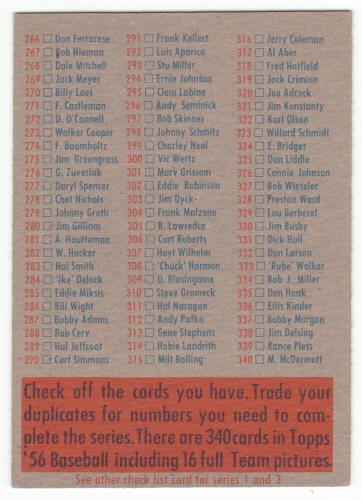 266 Don Ferrarese
267 Bob Nieman
268 Dale Mitchell
269 Jack Meyer
270 Billy Loes
271 F. Castleman
272 D. O'Connell
273 Walker Cooper
274 F. Baumholtz
275 Jim Greengrass
276 G. Zuverink
277 Daryl Spencer
278 Chet Nichols
279 Johnny Groth
280 Jim Gilliam
281 A. Houtteman
282 W. Hacker
283 Hal Smith
284 'Ike' Delock
285 Eddie Miksis
286 Bill Wight
287 Bobby Adams
288 Bob Cerv
289 Hal Jeffcoat
290 Curt Simmons
291 Frank Kellert
292 Luis Aparico
293 Stu Miller
294 Ernie Johnson
295 Clem Labine
296 Andy Seminick
297 Bob Skinner
298 Johnny Schmitz
299 Charley Neal
300 Vic Wertz
301 Marv Grissom
302 Eddie Robinson
303 Jim Dyck
304 Frank Malzone
305 B. Lawrence
306 Curt Roberts
307 Hoyt Wilhelm
308 'Chuck' Harmon
309 D. Blasingame
310 Steve Gromeck
311 Hal Naragon
312 Andy Pafko
313 Gene Stephens
314 Hobie Landrith
315 Milt Bolling
316 Jerry Coleman
317 Al Aber
318 Fred Hatfield
319 Jack Crimian
320 Joe Adcock
321 Jim Konstanty
322 Karl Olson
323 Willard Schmidt
324 E. Bridges
325 Don Liddle
326 Connie Johnson
327 Bob Wieseler
328 Preston Ward
329 Lou Berberet
330 Jim Busby
331 Dick Hall
332 Don Larsen
333 'Rube' Walker
334 Bob J. Miller
335 Don Hoak
336 Ellis Kinder
337 Bobby Morgan
338 Jim Delsing
339 Rance Pless
340 M. McDermott
Check off the cards you have. Trade your
duplicates for numbers you need to com-
plete the series. There are 340 cards in Topps
'56 Baseball including 16 full Team pictures.
See other check list card for series 1 and 3